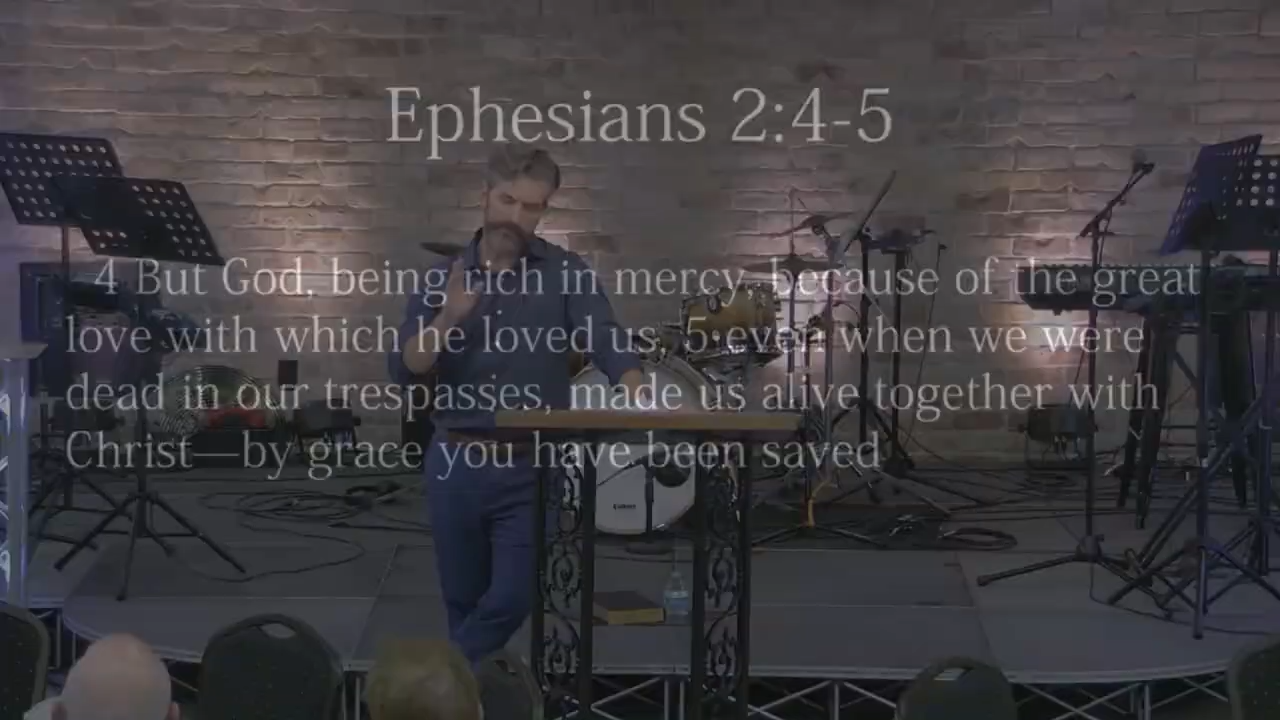 Ephesians 2:4-5
4 But God, being rich in mercy, because of the great
love with which he loved us, 5 even when we were
dead in our trespasses, made us alive together with
Christ—by grace you have been saved